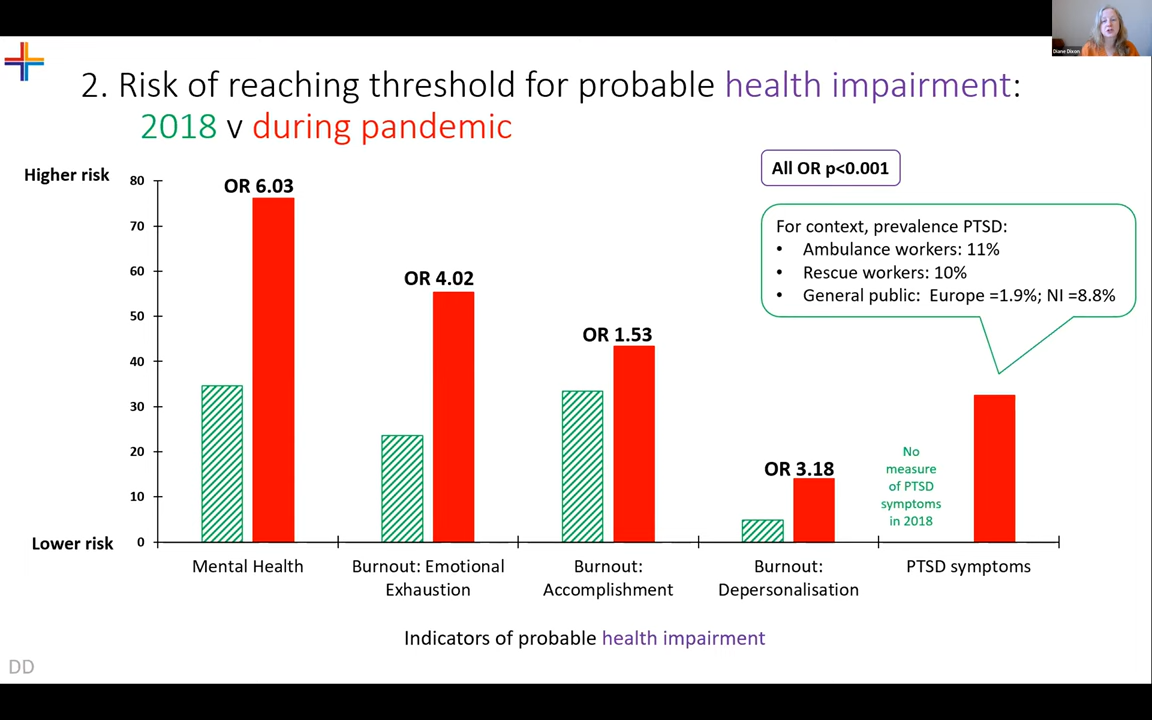 Diane Dixon
2. Risk of reaching threshold for probable health impairment:
2018 v during pandemic
Higher risk
80
70
60
50
40
30
20
10
0
Lower risk
OR 6.03
OR 4.02
OR 1.53
OR 3.18
All OR p<0.001
For context, prevalence PTSD:
• Ambulance workers: 11%
• Rescue workers: 10%
• General public: Europe =1.9%; NI =8.8%
No
measure
of PTSD
symptoms
in 2018
Mental Health
Burnout: Emotional
Exhaustion
Burnout:
Accomplishment
Burnout:
Depersonalisation
PTSD symptoms
Indicators of probable health impairment
DD